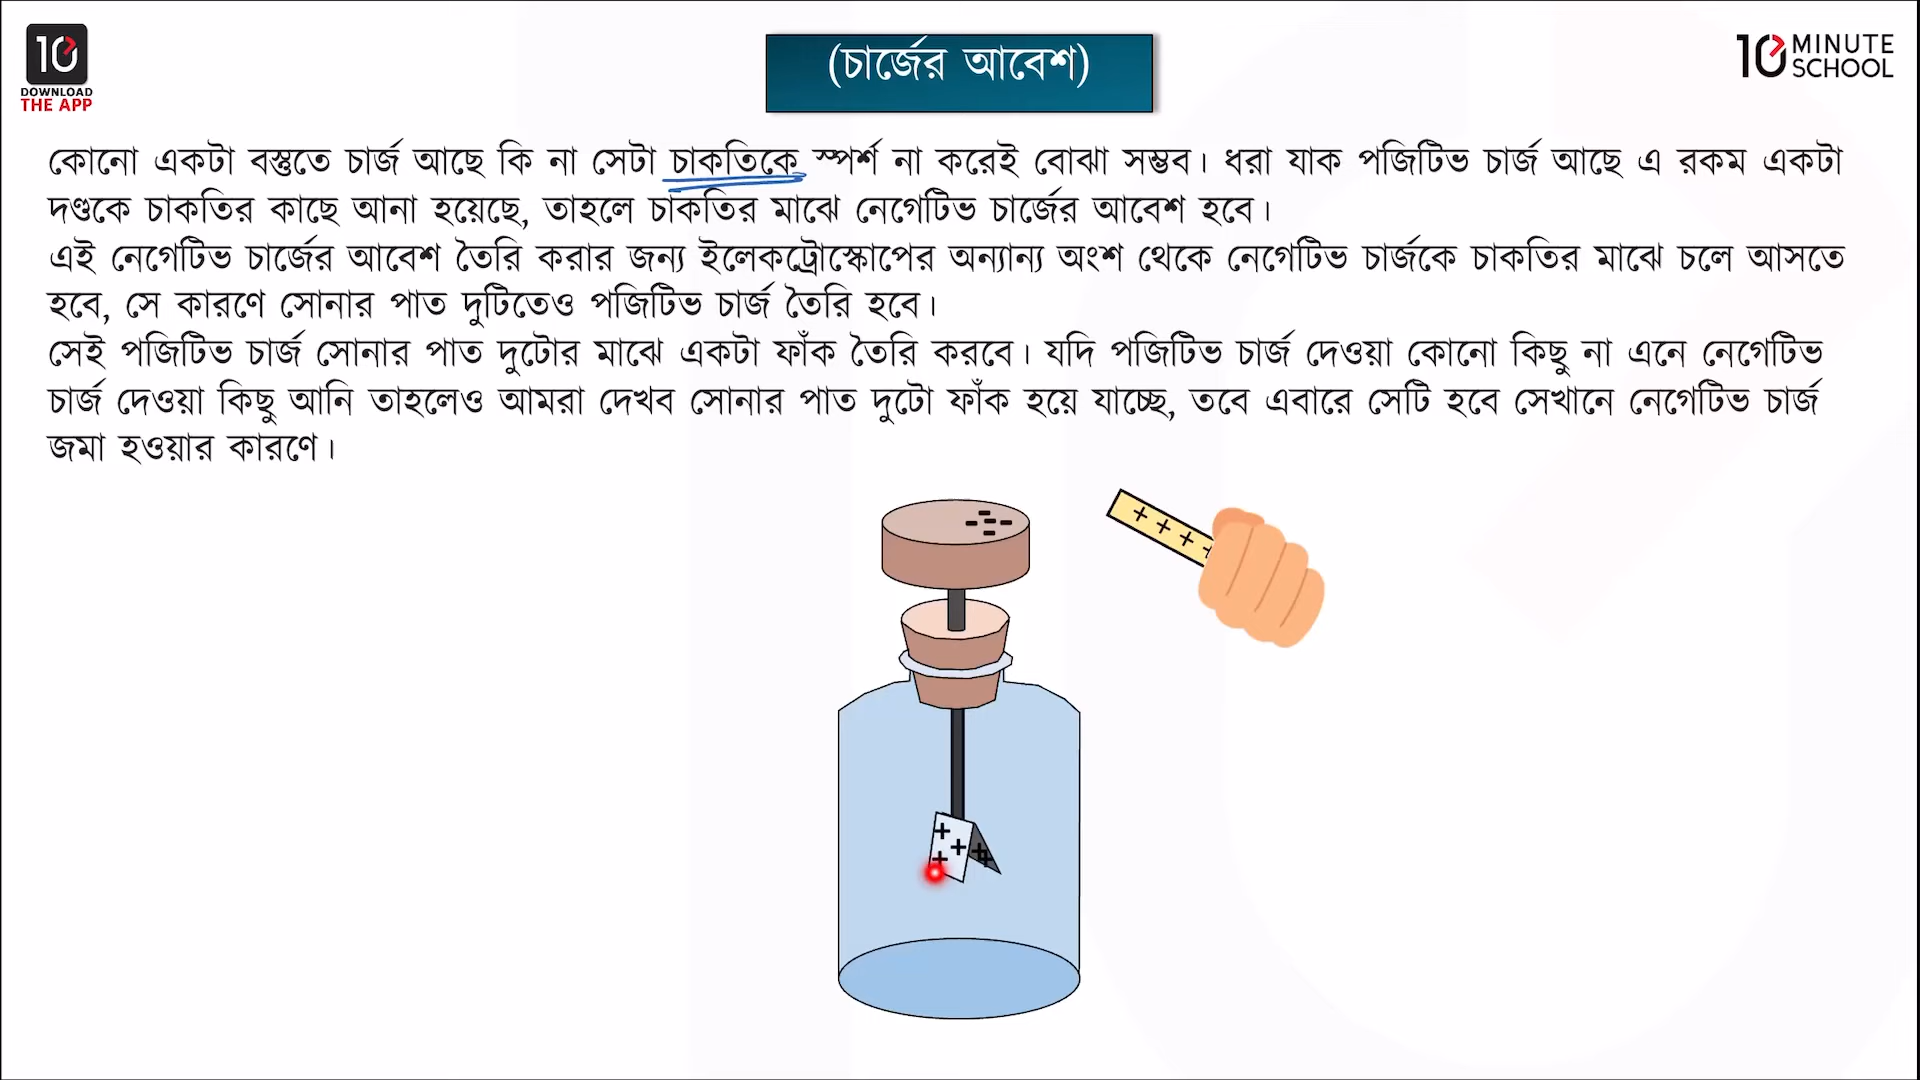 10
DOWNLOAD
THE APP
(চার্জের আবেশ)
10 MINUTE
SCHOOL
কোনো একটা বস্তুতে চার্জ আছে কি না সেটা চাকতিকে স্পর্শ না করেই বোঝা সম্ভব। ধরা যাক পজিটিভ চার্জ আছে এ রকম একটা
দণ্ডকে চাকতির কাছে আনা হয়েছে, তাহলে চাকতির মাঝে নেগেটিভ চার্জের আবেশ হবে।
এই নেগেটিভ চার্জের আবেশ তৈরি করার জন্য ইলেকট্রোস্কোপের অন্যান্য অংশ থেকে নেগেটিভ চার্জকে চাকতির মাঝে চলে আসতে
হবে, সে কারণে সোনার পাত দুটিতেও পজিটিভ চার্জ তৈরি হবে।
সেই পজিটিভ চার্জ সোনার পাত দুটোর মাঝে একটা ফাঁক তৈরি করবে। যদি পজিটিভ চার্জ দেওয়া কোনো কিছু না এনে নেগেটিভ
চার্জ দেওয়া কিছু আনি তাহলেও আমরা দেখব সোনার পাত দুটো ফাঁক হয়ে যাচ্ছে, তবে এবারে সেটি হবে সেখানে নেগেটিভ চার্জ
জমা হওয়ার কারণে।